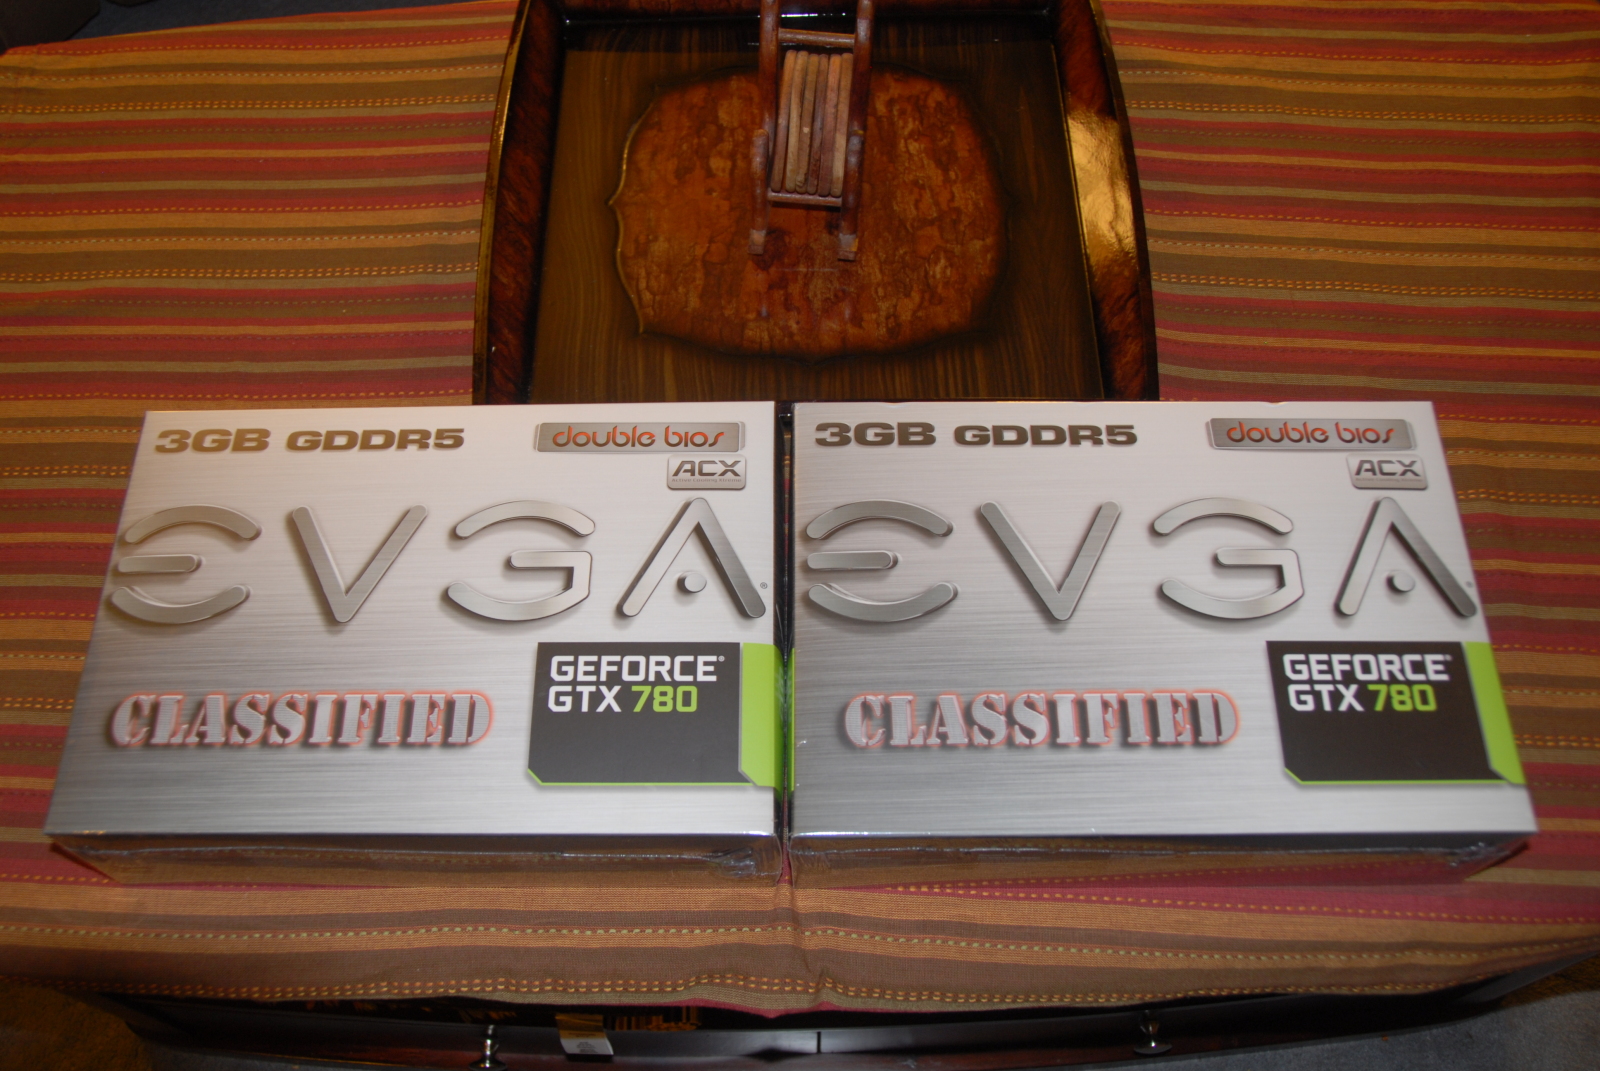 3GB GDDR5
double bios
ACX
EVGA®
CLASSIFIED
GEFORCE®
GTX 780
3GB GDDR5
double bios
ACX
EVGA®
CLASSIFIED
GEFORCE®
GTX 780